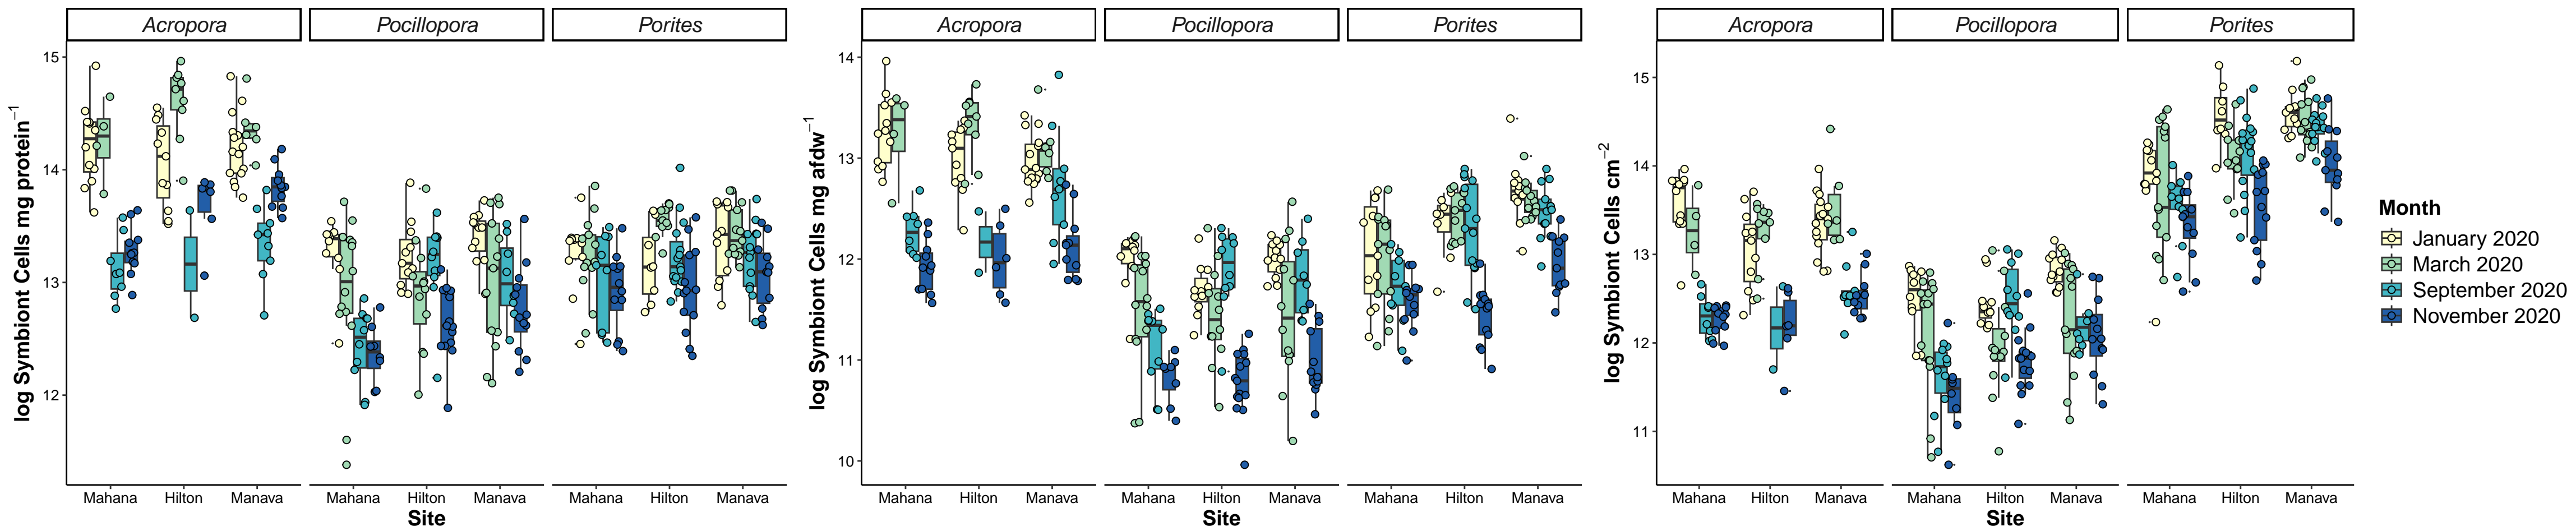 Acropora Pocillopora Porites
log Symbiont Cells mg protein⁻¹
15
14
13
12
Mahana Hilton Manava Mahana Hilton Manava Mahana Hilton Manava
Site
Acropora Pocillopora Porites
log Symbiont Cells mg afdw⁻¹
14
13
12
11
10
Mahana Hilton Manava Mahana Hilton Manava Mahana Hilton Manava
Site
Acropora Pocillopora Porites
log Symbiont Cells cm⁻²
15
14
13
12
11
Mahana Hilton Manava Mahana Hilton Manava Mahana Hilton Manava
Site
Month
January 2020
March 2020
September 2020
November 2020